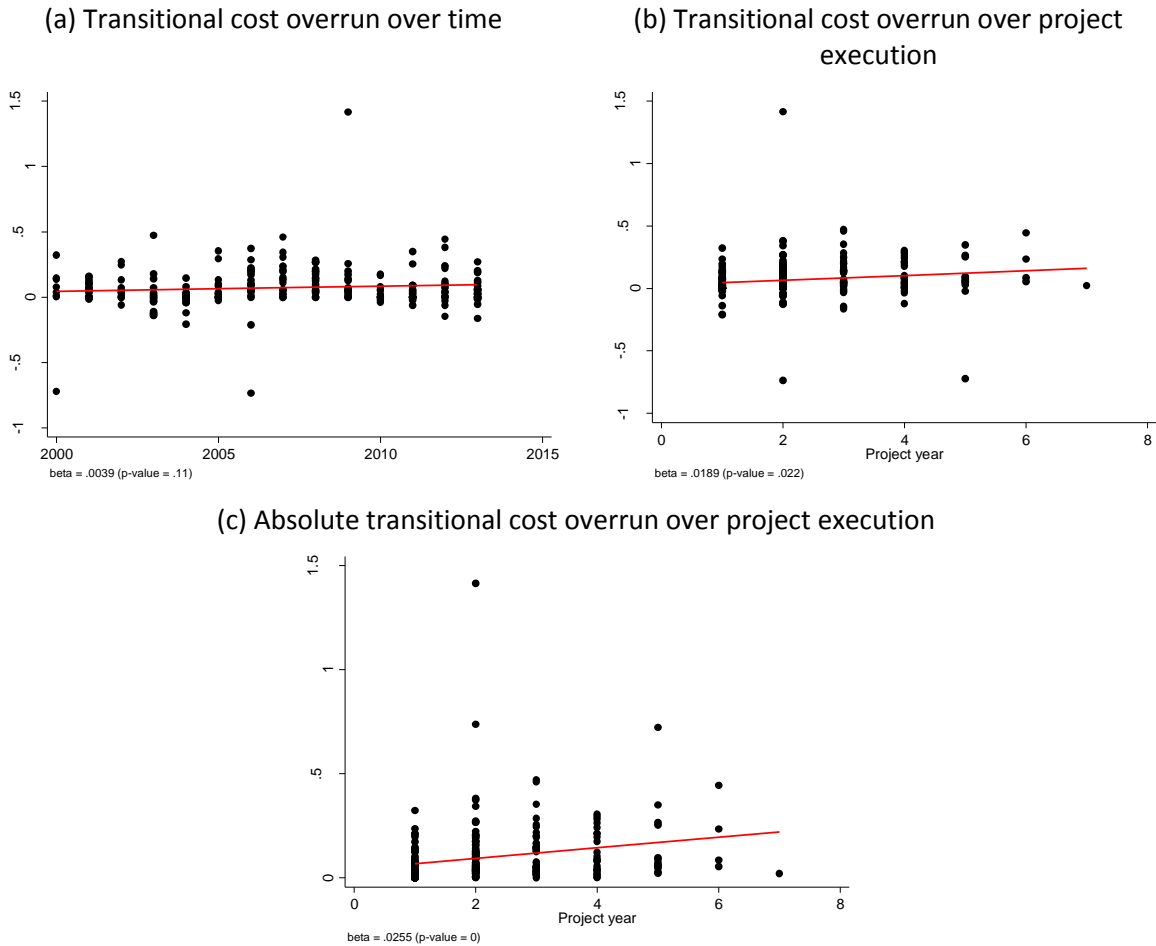 (a) Transitional cost overrun over time
1.5
1
.5
0
-.5
-1
2000 2005 2010 2015
beta = .0039 (p-value = .11)
(b) Transitional cost overrun over project
execution
1.5
1
.5
0
-.5
-1
0 2 4 6 8
Project year
beta = .0189 (p-value = .022)
(c) Absolute transitional cost overrun over project execution
1.5
1
.5
0
0 2 4 6 8
Project year
beta = .0255 (p-value = 0)